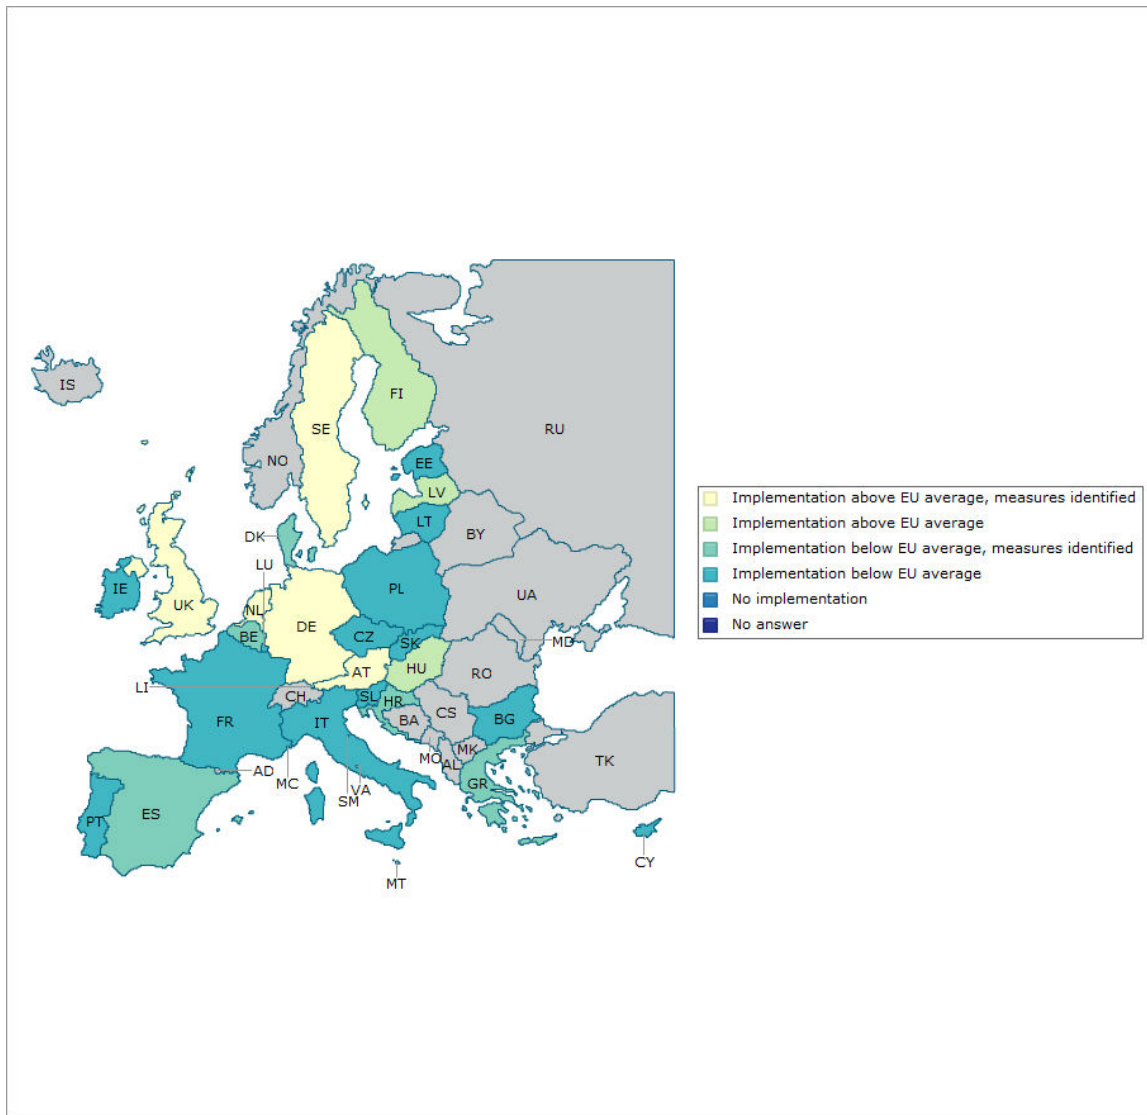 IS
FI
SE
RU
NO
EE
LV
LT
DK
BY
LU
IE
PL
UA
UK
NL
DE
BE
CZ
SK
MD
HU
AT
RO
LI
CH
SL
HR
FR
IT
BA
CS
BG
MK
MO
AL
TK
AD
MC
VA
SM
GR
ES
PT
CY
MT
Implementation above EU average, measures identified
Implementation above EU average
Implementation below EU average, measures identified
Implementation below EU average
No implementation
No answer